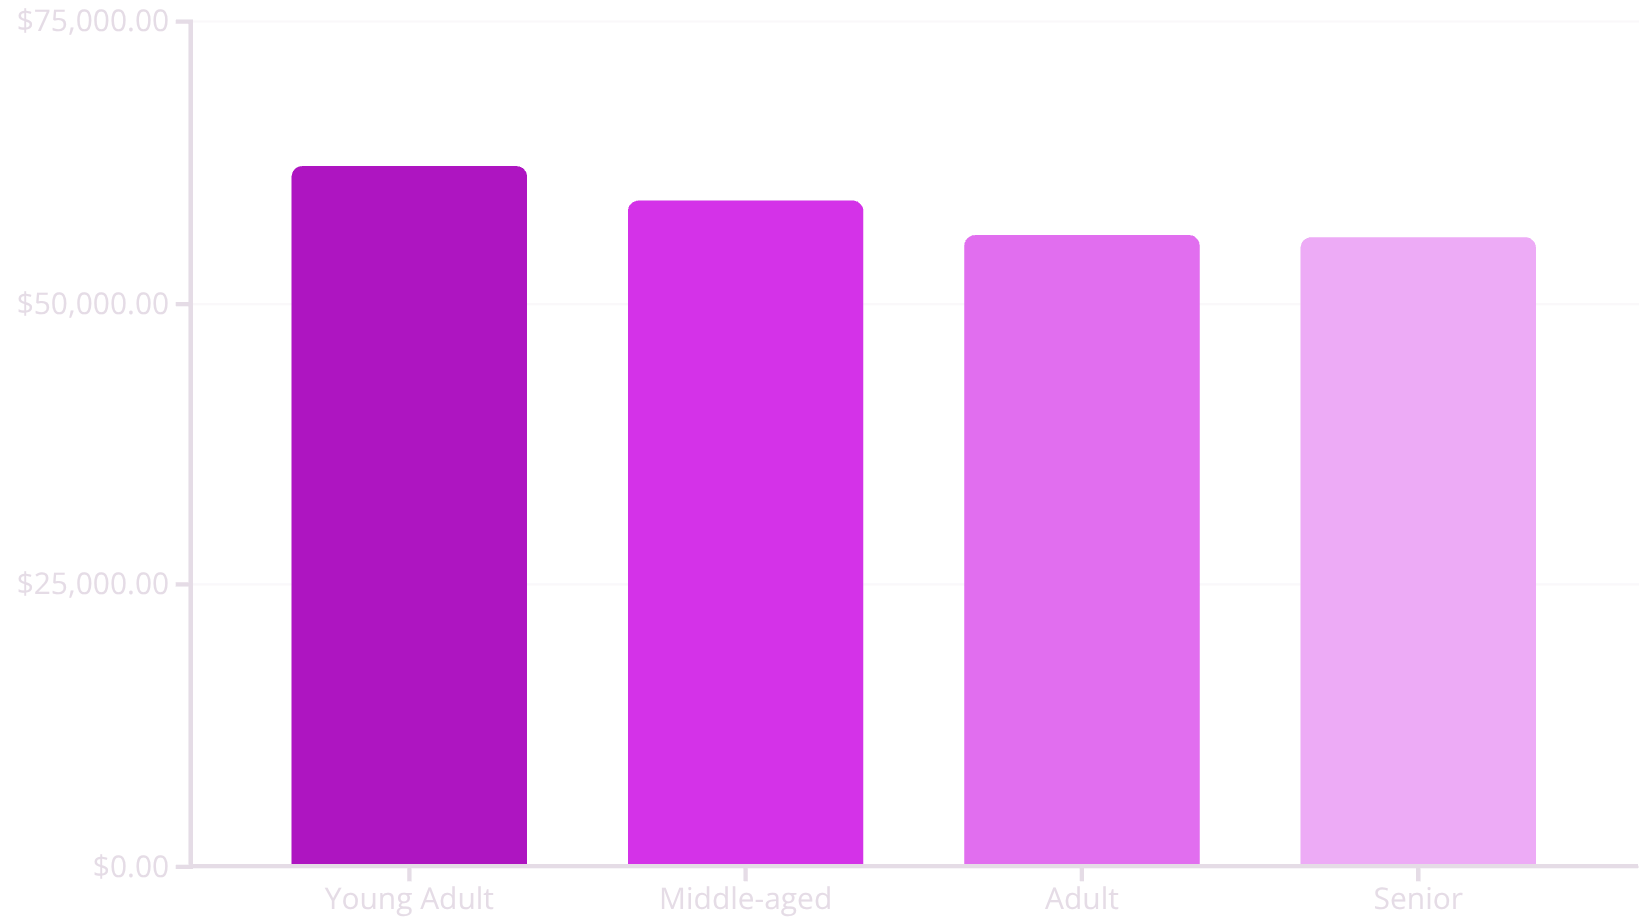 $75,000.00
$50,000.00
$25,000.00
$0.00
Young Adult
Middle-aged
Adult
Senior